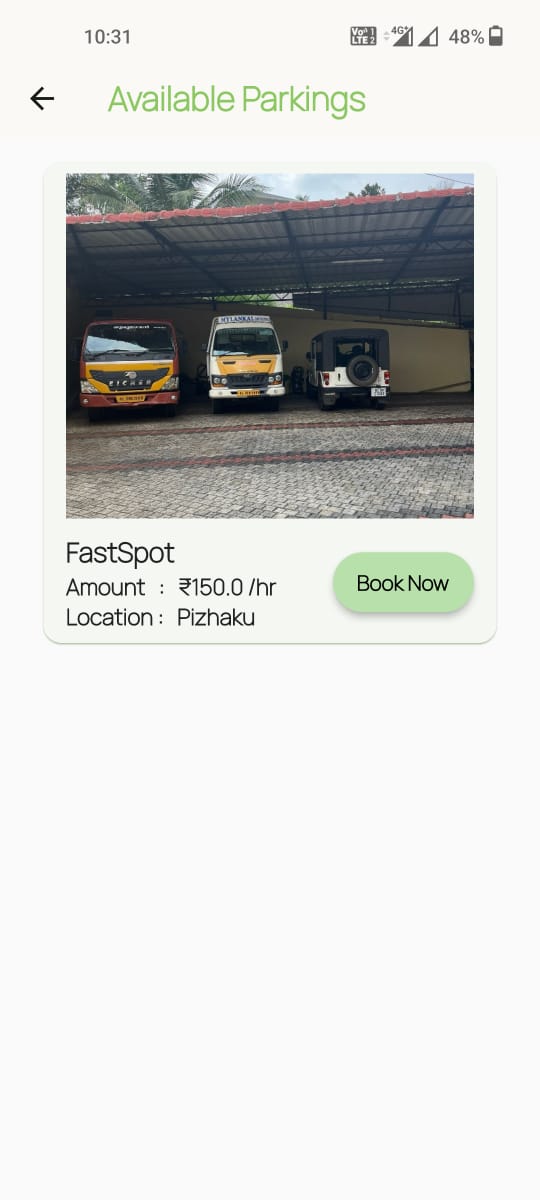 10:31
Vo) 1
LTE 2
4G+
48%
Available Parkings
EICHER
MYLANKAL
FastSpot
Amount : ₹150.0 /hr
Book Now
Location : Pizhaku